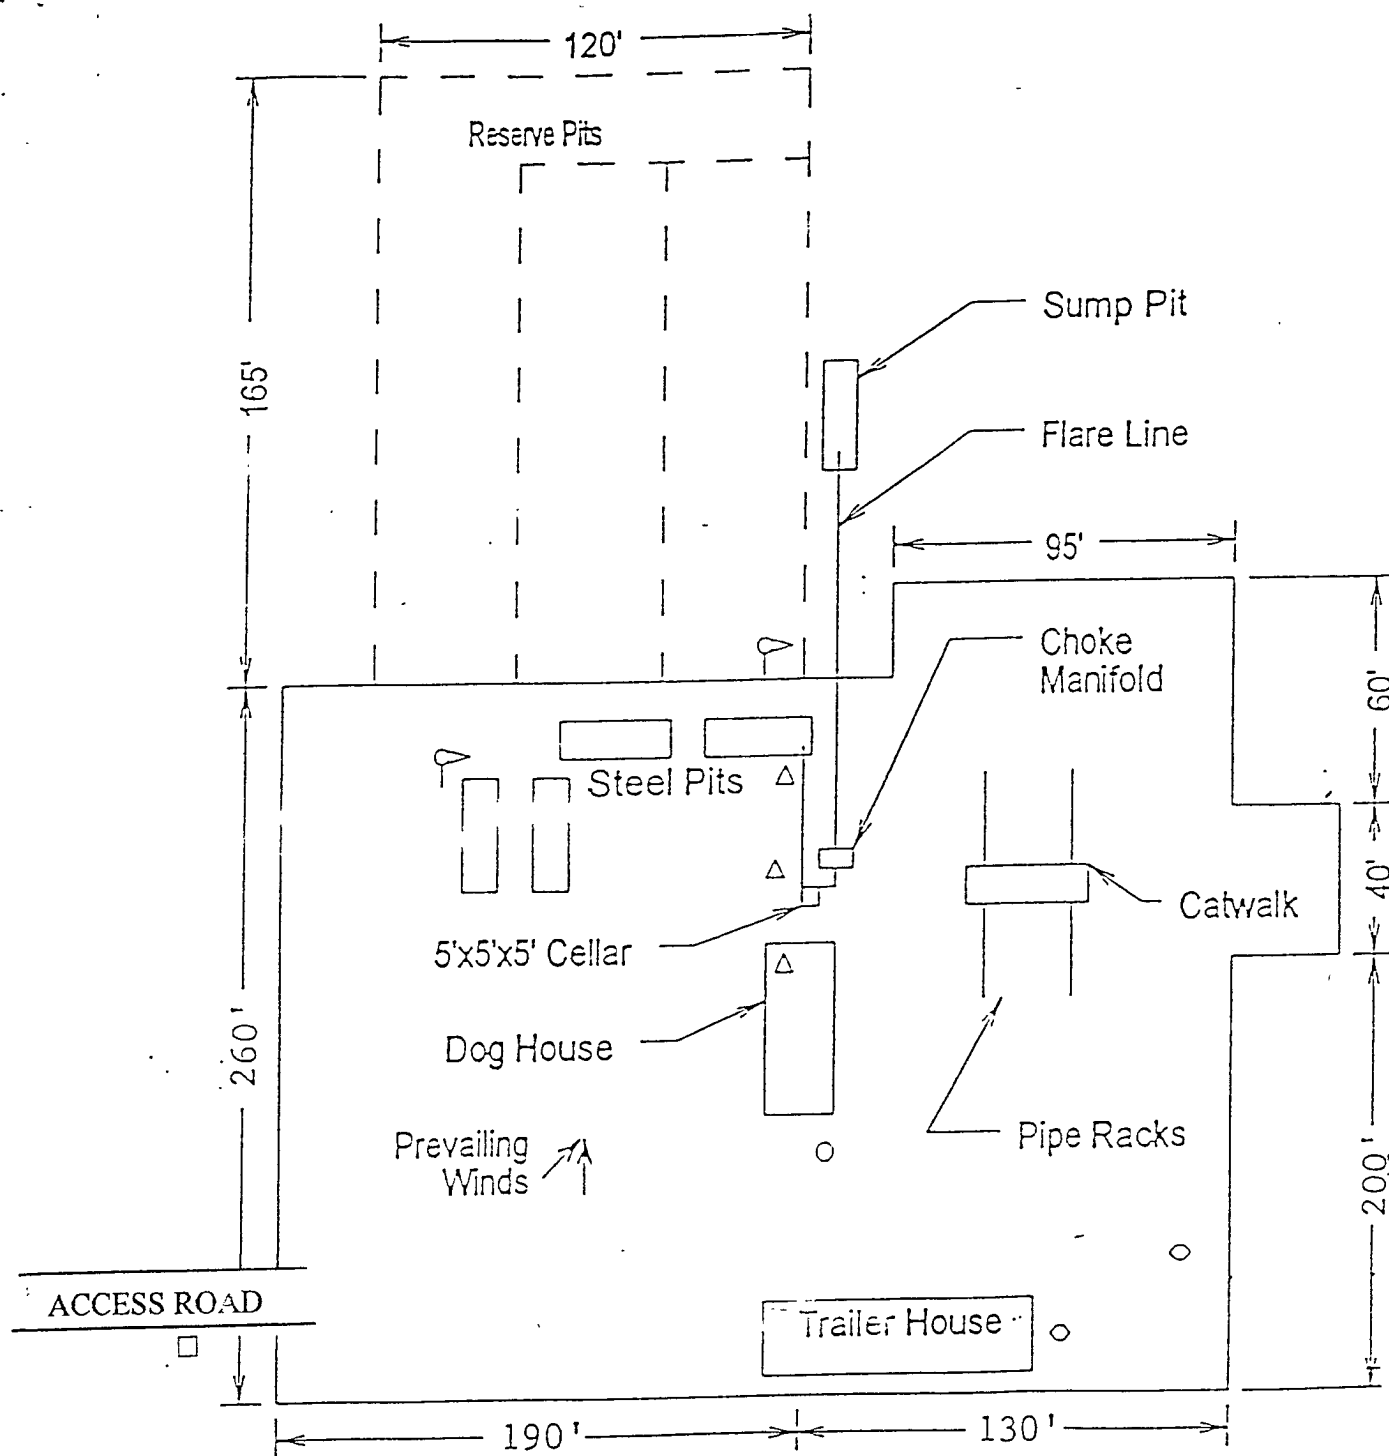 120'
Reserve Pits
165'
Sump Pit
Flare Line
95'
Choke
Manifold
60'
Steel Pits
40'
Catwalk
5'x5'x5' Cellar
260'
Dog House
Prevailing
Winds
Pipe Racks
200'
ACCESS ROAD
Trailer House
190'
130'